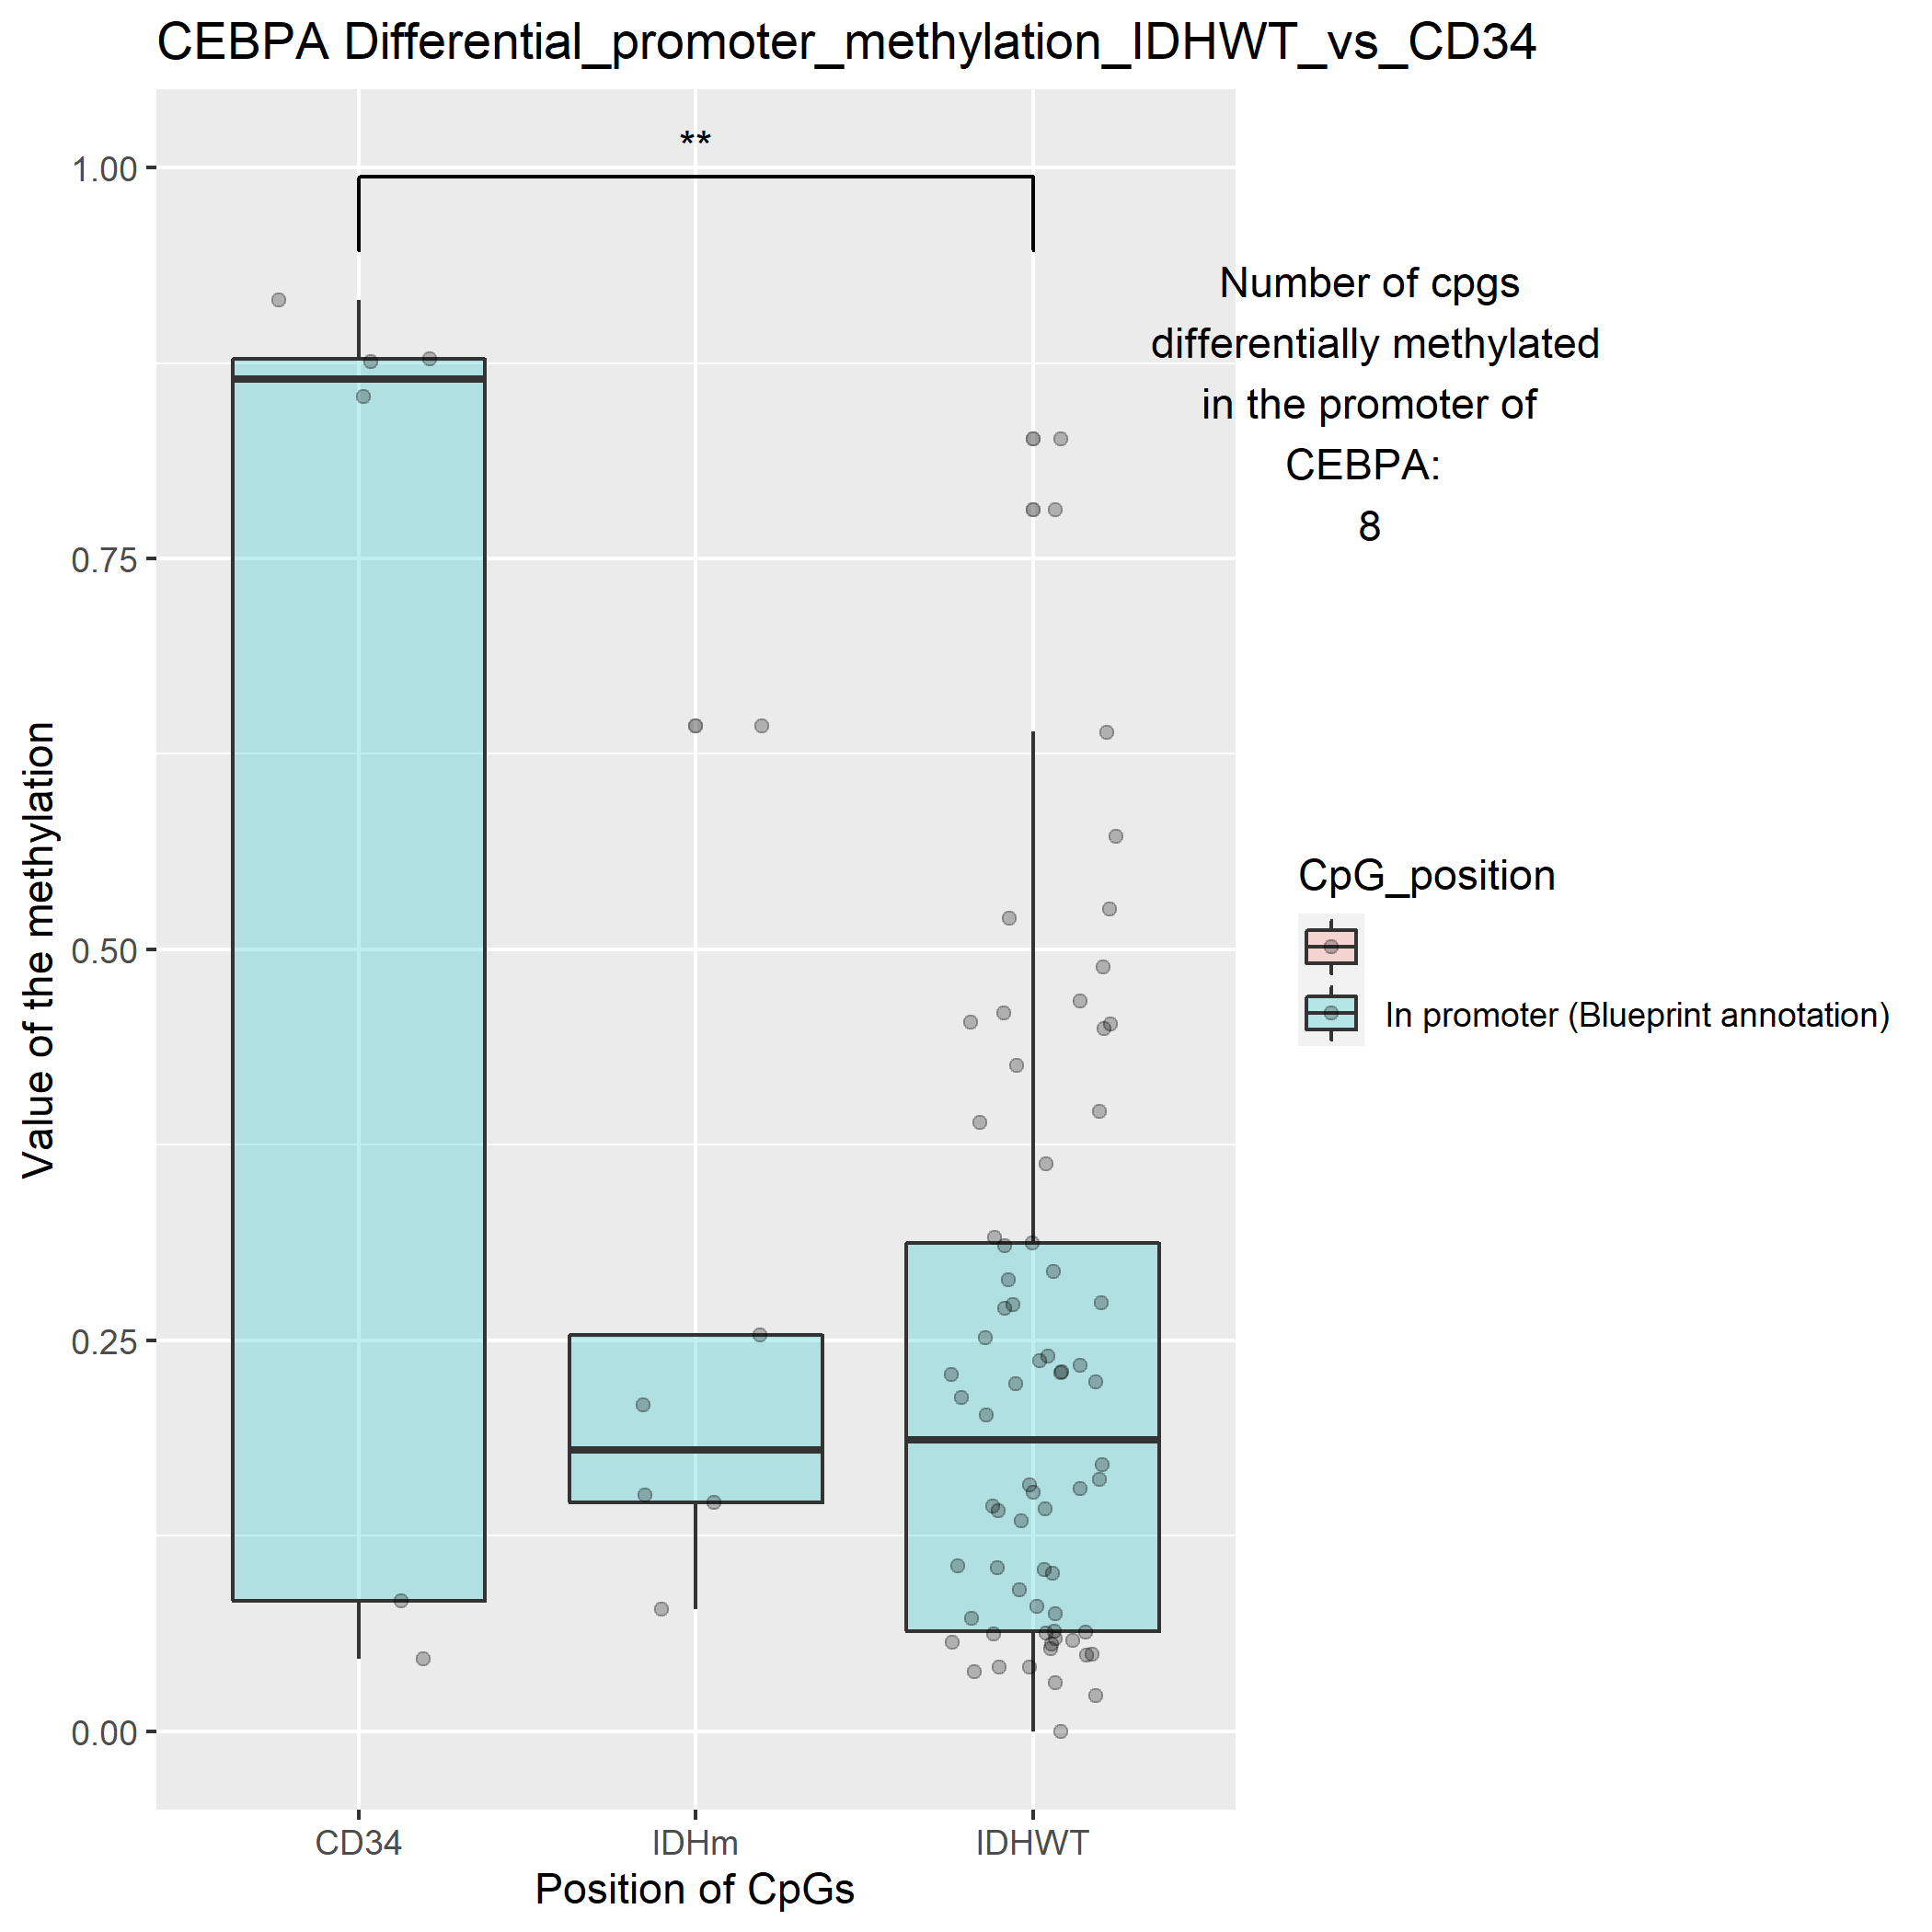 CEBPA Differential_promoter_methylation_IDHWT_vs_CD34
**
1.00
0.75
0.50
0.25
0.00
Value of the methylation
CD34
IDHm
IDHWT
Position of CpGs
Number of cpgs
differentially methylated
in the promoter of
CEBPA:
8
CpG_position
In promoter (Blueprint annotation)